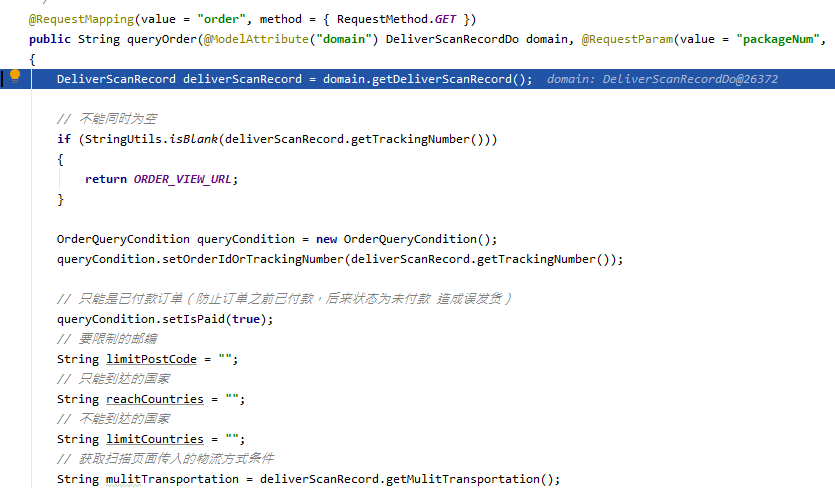 @RequestMapping(value = "order", method = { RequestMethod.GET })
public String queryOrder(@ModelAttribute("domain") DeliverScanRecordDo domain, @RequestParam(value = "packageNum",
{
DeliverScanRecord deliverScanRecord = domain.getDeliverScanRecord(); domain: DeliverScanRecordDo@26372
// 不能同时为空
if (StringUtils.isBlank(deliverScanRecord.getTrackingNumber()))
{
return ORDER_VIEW_URL;
}
OrderQueryCondition queryCondition = new OrderQueryCondition();
queryCondition.setOrderIdOrTrackingNumber(deliverScanRecord.getTrackingNumber());
// 只能是已付款订单（防止订单之前已付款，后来状态为未付款 造成误发货）
queryCondition.setIsPaid(true);
// 要限制的邮编
String limitPostCode = "";
// 只能到达的国家
String reachCountries = "";
// 不能到达的国家
String limitCountries = "";
// 获取扫描页面传入的物流方式条件
String mulitTransportation = deliverScanRecord.getMulitTransportation();